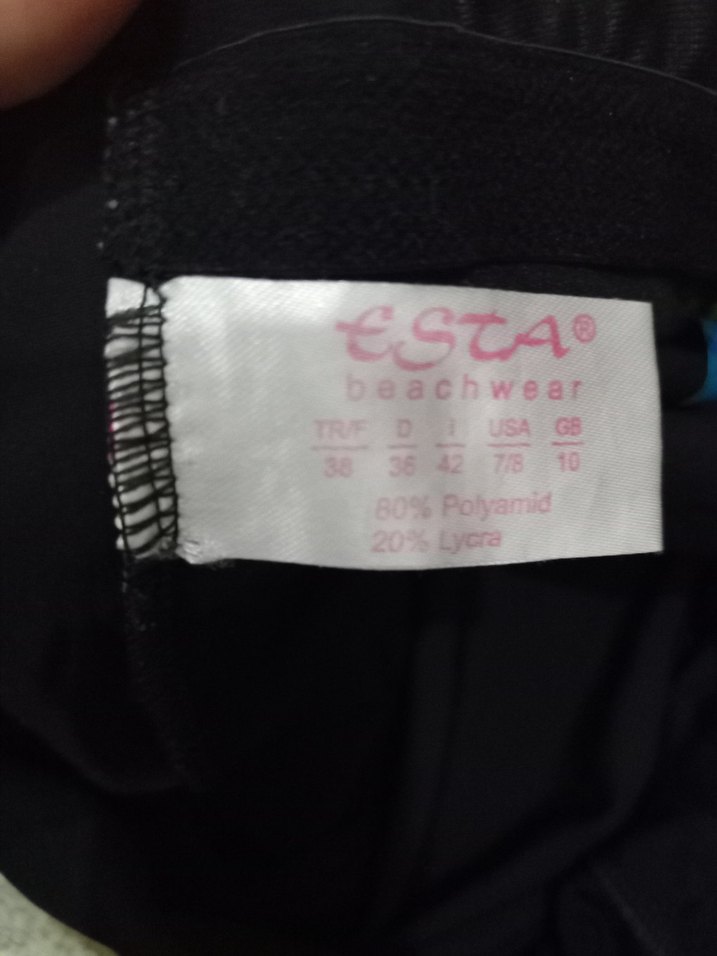 ESTA®
beachwear
TR/F D I USA GB
38 36 42 7/8 10
80% Polyamid
20% Lycra